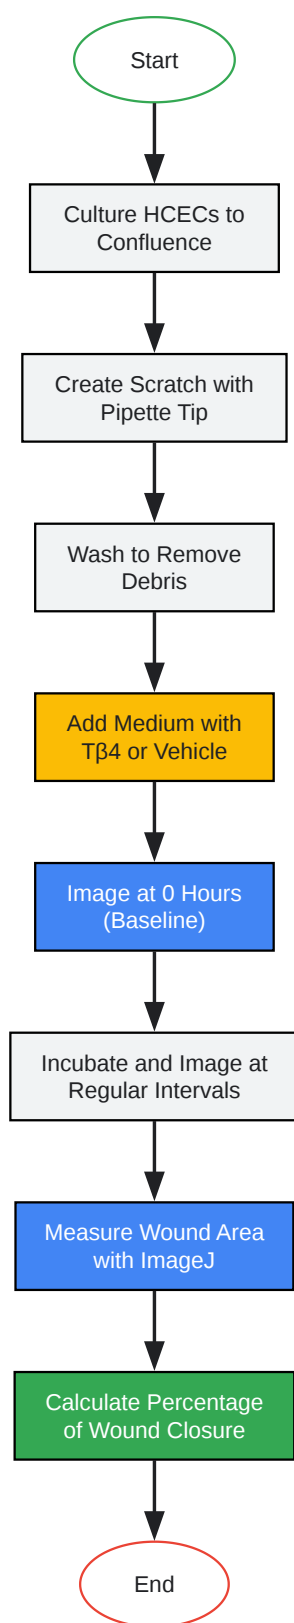 Start
Culture HCECs to
Confluence
Create Scratch with
Pipette Tip
Wash to Remove
Debris
Add Medium with
Tβ4 or Vehicle
Image at 0 Hours
(Baseline)
Incubate and Image at
Regular Intervals
Measure Wound Area
with ImageJ
Calculate Percentage
of Wound Closure
End